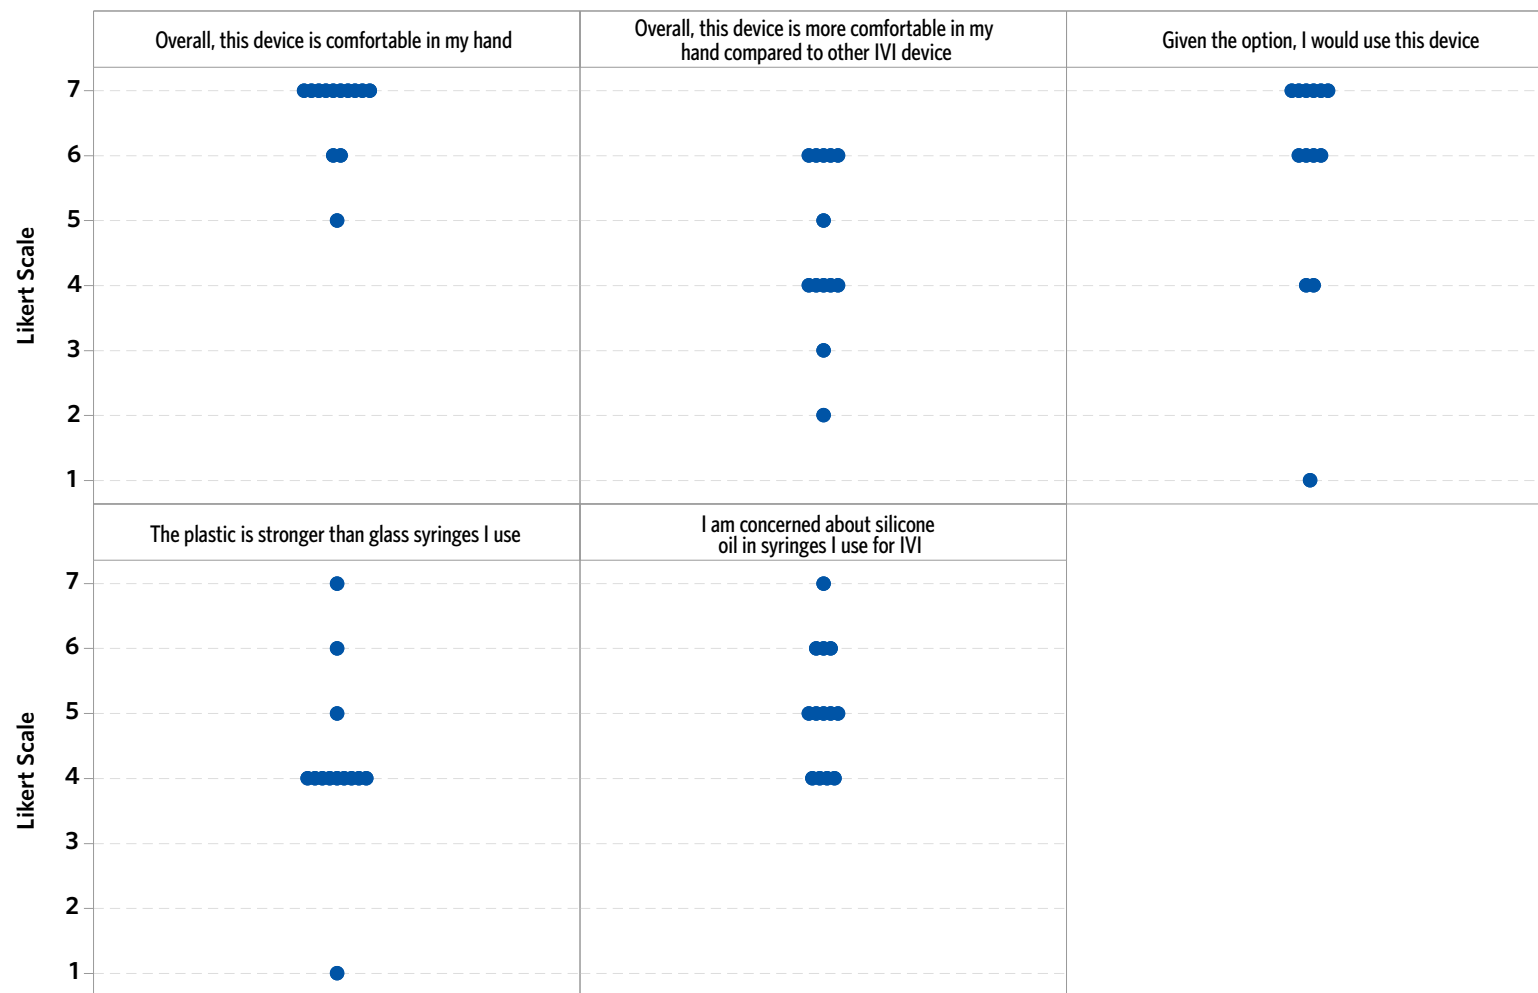 Overall, this device is comfortable in my hand
Overall, this device is more comfortable in my
hand compared to other IVI device
Given the option, I would use this device
Likert Scale
7
6
5
4
3
2
1
The plastic is stronger than glass syringes I use
I am concerned about silicone
oil in syringes I use for IVI
Likert Scale
7
6
5
4
3
2
1